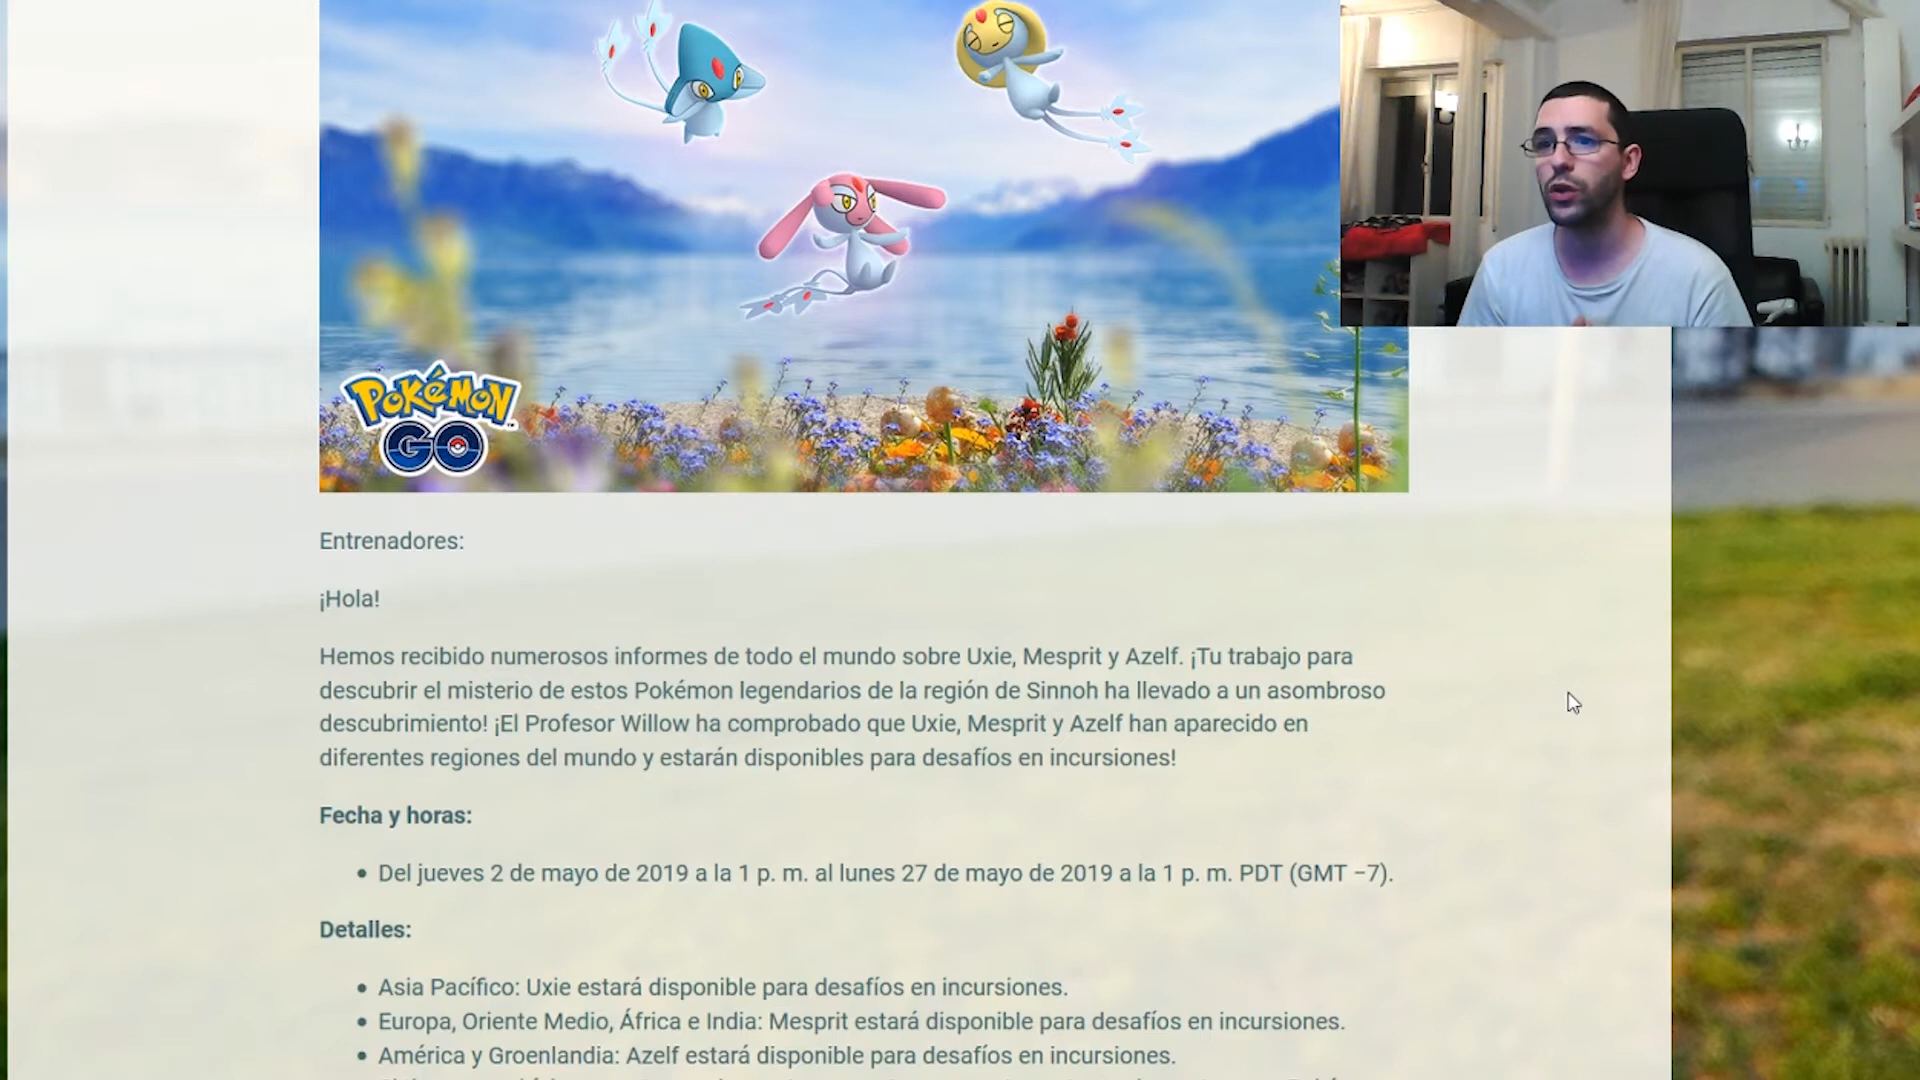 POKÉMON
GO
Entrenadores:
¡Hola!
Hemos recibido numerosos informes de todo el mundo sobre Uxie, Mesprit y Azelf. ¡Tu trabajo para
descubrir el misterio de estos Pokémon legendarios de la región de Sinnoh ha llevado a un asombroso
descubrimiento! ¡El Profesor Willow ha comprobado que Uxie, Mesprit y Azelf han aparecido en
diferentes regiones del mundo y estarán disponibles para desafíos en incursiones!
Fecha y horas:
• Del jueves 2 de mayo de 2019 a la 1 p. m. al lunes 27 de mayo de 2019 a la 1 p. m. PDT (GMT −7).
Detalles:
• Asia Pacífico: Uxie estará disponible para desafíos en incursiones.
• Europa, Oriente Medio, África e India: Mesprit estará disponible para desafíos en incursiones.
• América y Groenlandia: Azelf estará disponible para desafíos en incursiones.